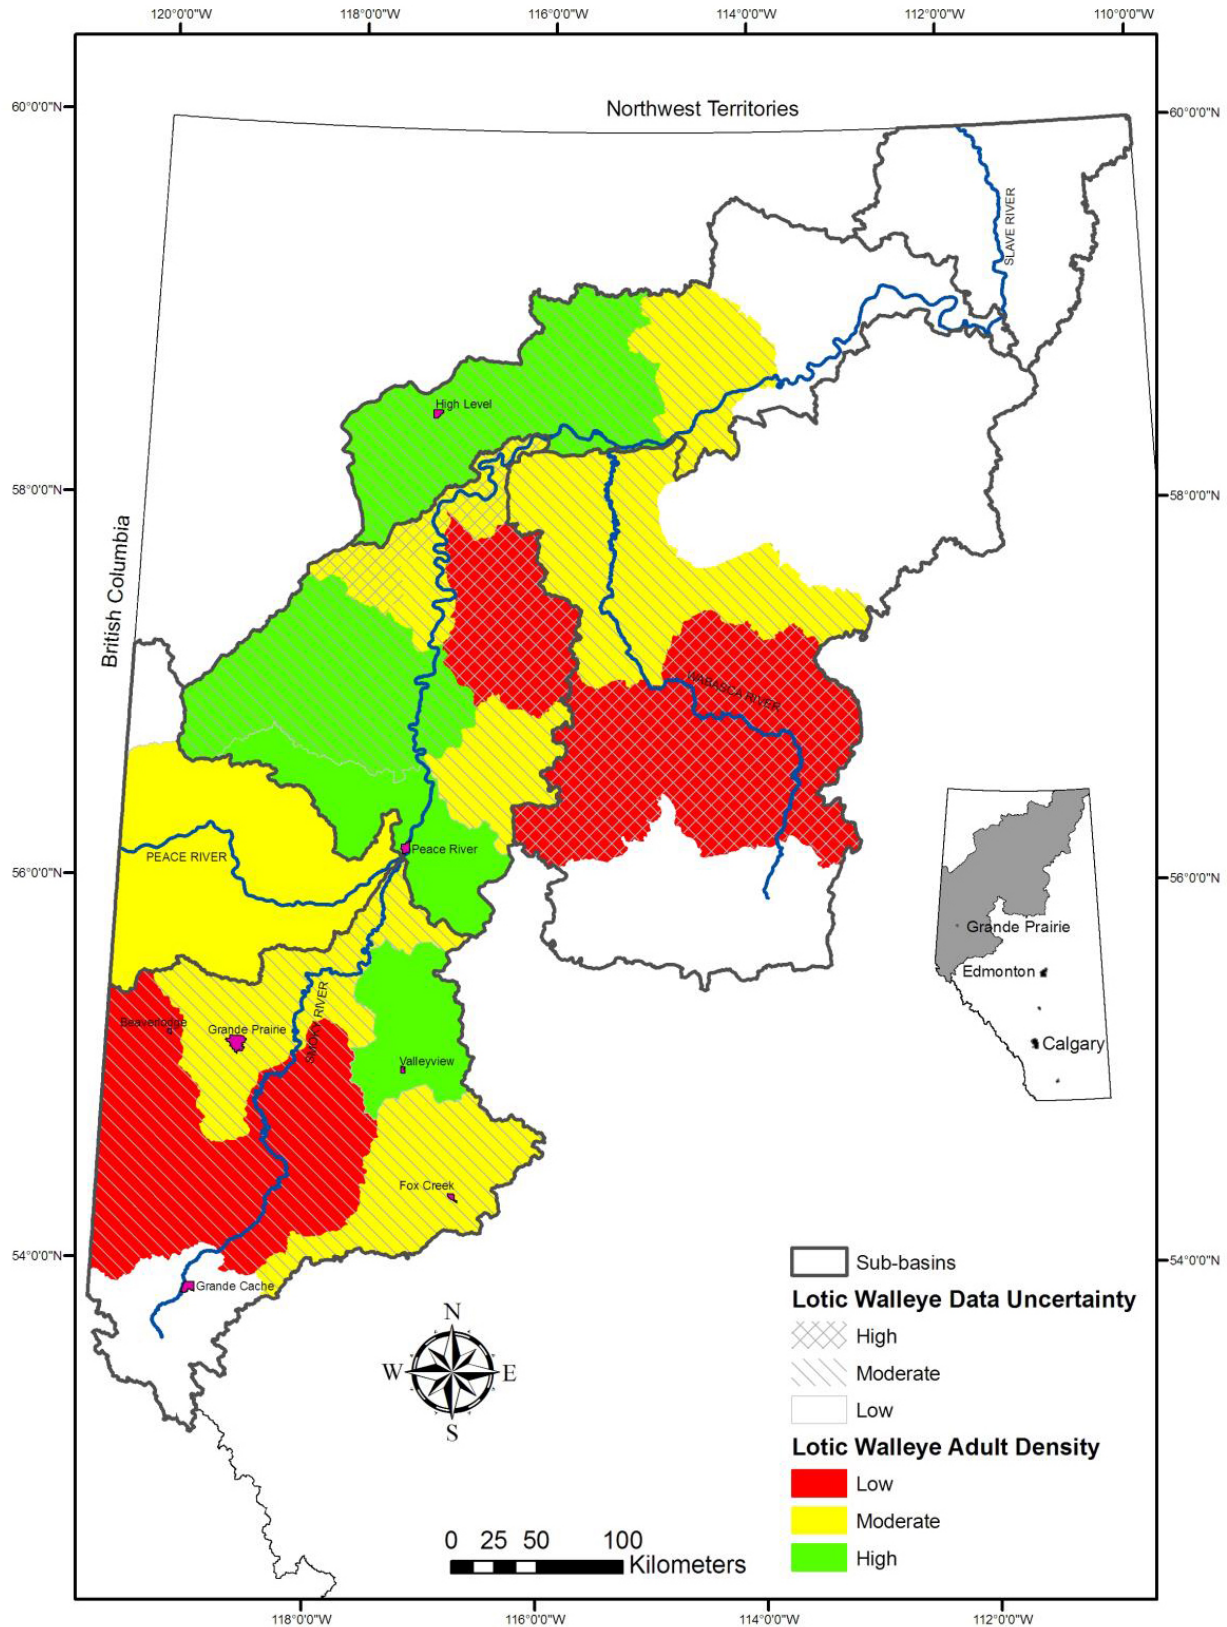 120°0'0"W 118°0'0"W 116°0'0"W 114°0'0"W 112°0'0"W 110°0'0"W
60°0'0"N
60°0'0"N
Northwest Territories
SLAVE RIVER
High Level
58°0'0"N
58°0'0"N
British Columbia
WABASCA RIVER
PEACE RIVER
Peace River
56°0'0"N
56°0'0"N
Grande Prairie
Edmonton
Calgary
Beaverlodge
Grande Prairie
SMOKY RIVER
Valleyview
Fox Creek
54°0'0"N
54°0'0"N
Grande Cache
N
W E
S
Sub-basins
Lotic Walleye Data Uncertainty
High
Moderate
Low
Lotic Walleye Adult Density
Low
Moderate
High
0 25 50 100
Kilometers
118°0'0"W 116°0'0"W 114°0'0"W 112°0'0"W